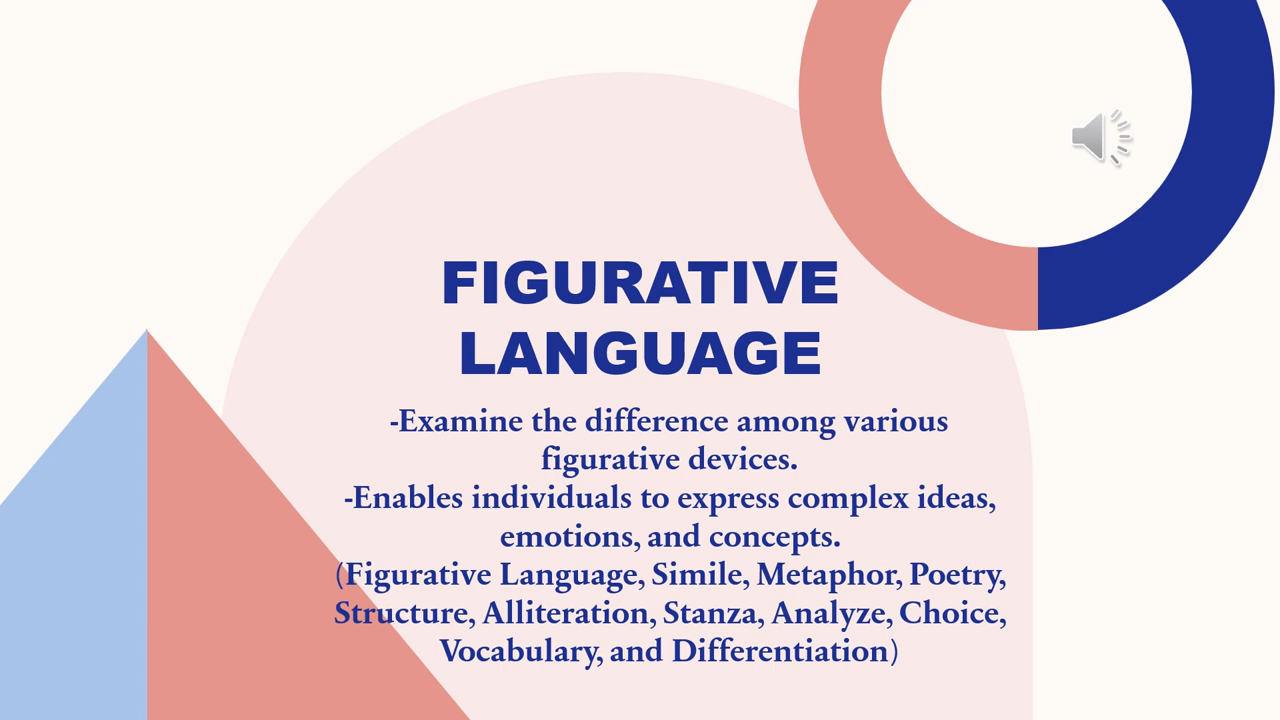 FIGURATIVE
LANGUAGE
-Examine the difference among various
figurative devices.
-Enables individuals to express complex ideas,
emotions, and concepts.
(Figurative Language, Simile, Metaphor, Poetry,
Structure, Alliteration, Stanza, Analyze, Choice,
Vocabulary, and Differentiation)